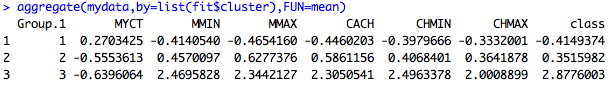 > aggregate(mydata,by=list(fit$cluster),FUN=mean)
Group.1 MYCT MMIN MMAX CACH CHMIN CHMAX class
1 1 0.2703425 -0.4140540 -0.4654160 -0.4460203 -0.3979666 -0.3332001 -0.4149374
2 2 -0.5553613 0.4570097 0.6277376 0.5861156 0.4068401 0.3641878 0.3515982
3 3 -0.6396064 2.4695828 2.3442127 2.3050541 2.4963378 2.0008899 2.8776003